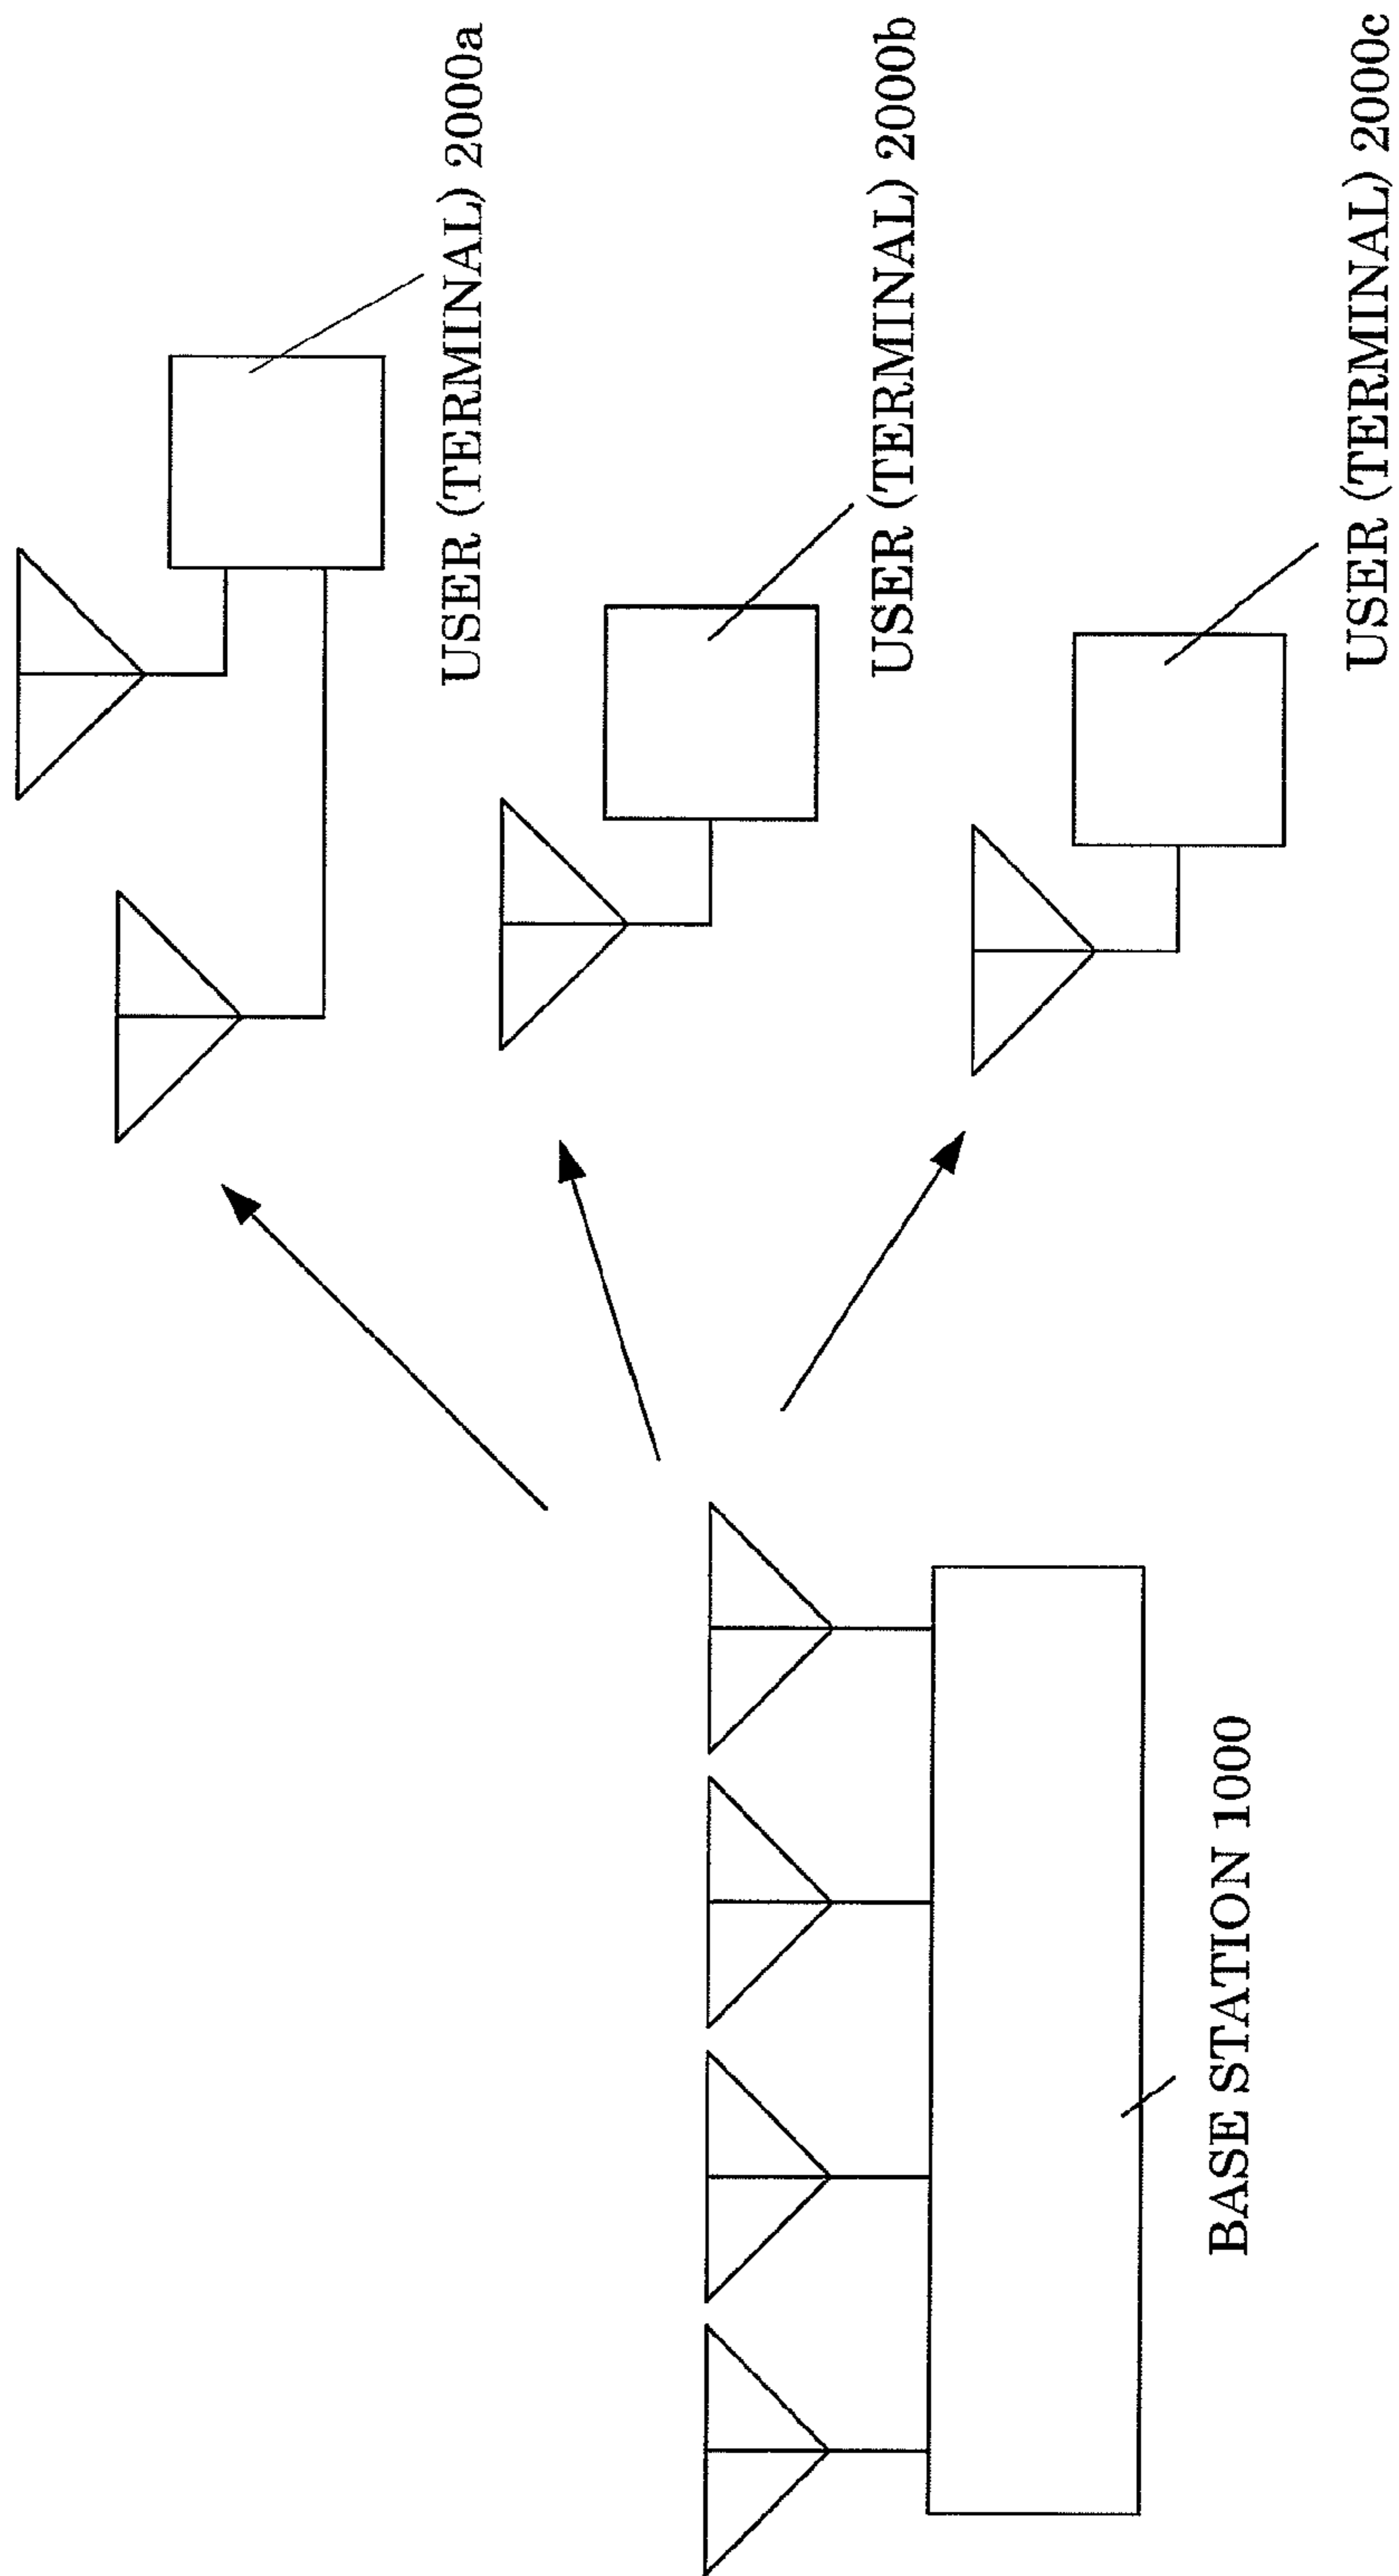 USER (TERMINAL) 2000a
USER (TERMINAL) 2000b
USER (TERMINAL) 2000c
BASE STATION 1000